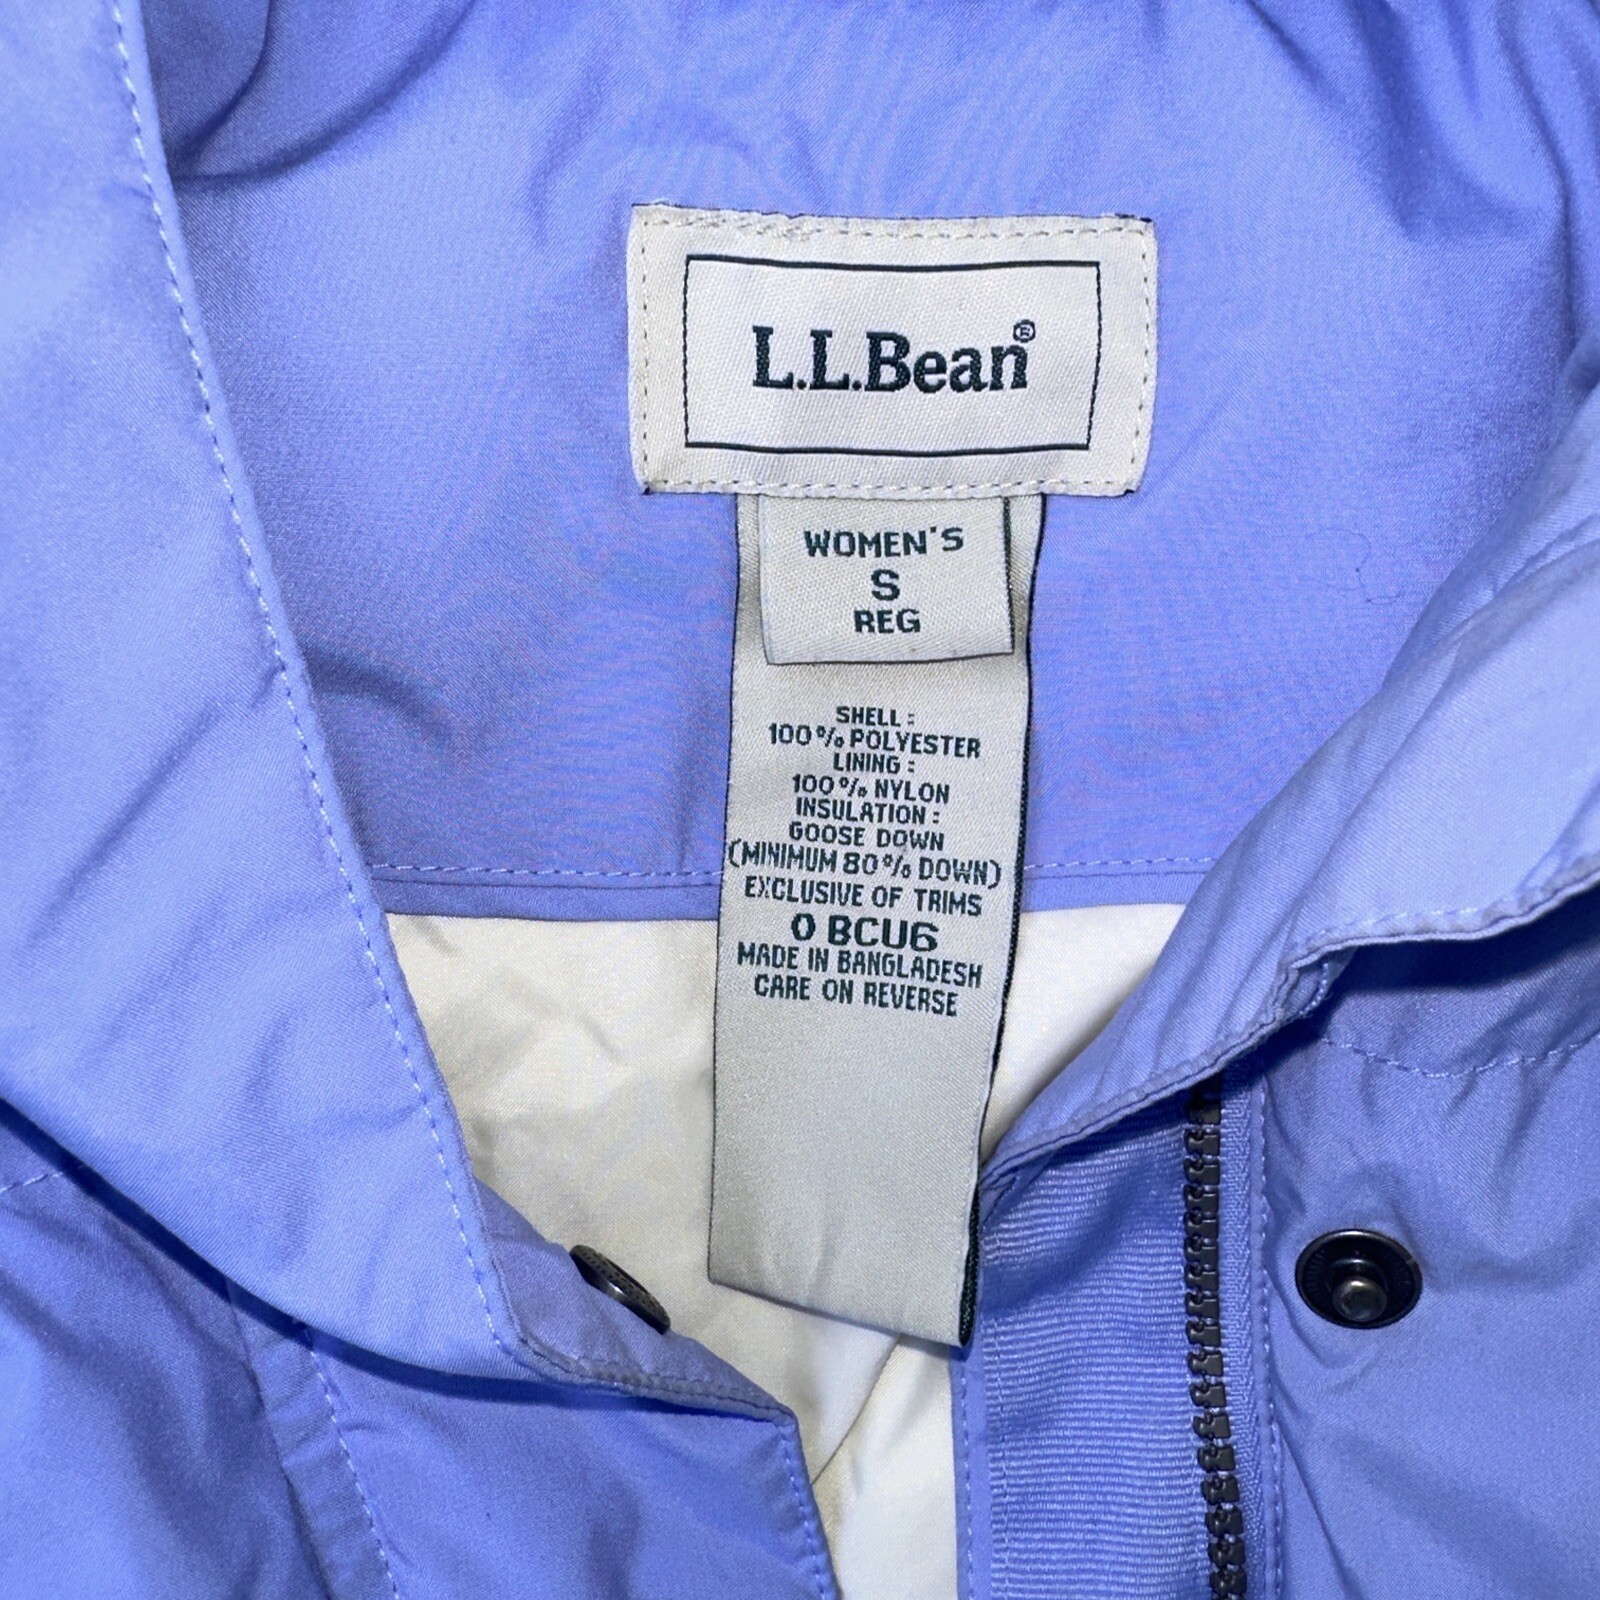 L.L.Bean®
WOMEN'S
S
REG
SHELL:
100% POLYESTER
LINING:
100% NYLON
INSULATION:
GOOSE DOWN
(MINIMUM 80% DOWN)
EXCLUSIVE OF TRIMS
0 BCU6
MADE IN BANGLADESH
CARE ON REVERSE